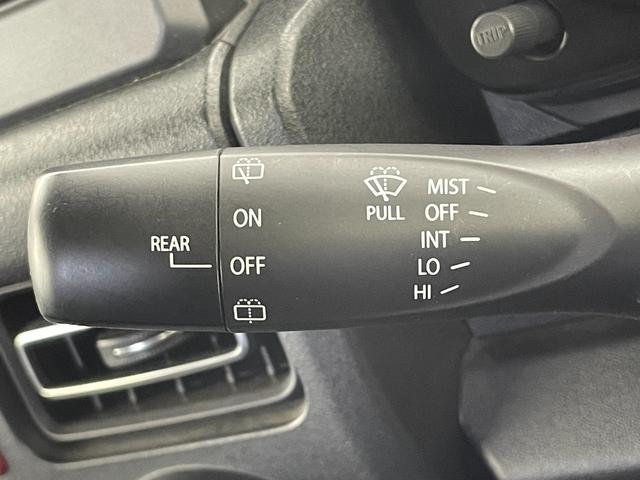 TRIP
MIST
ON
PULL
OFF
REAR
INT
OFF
LO
HI